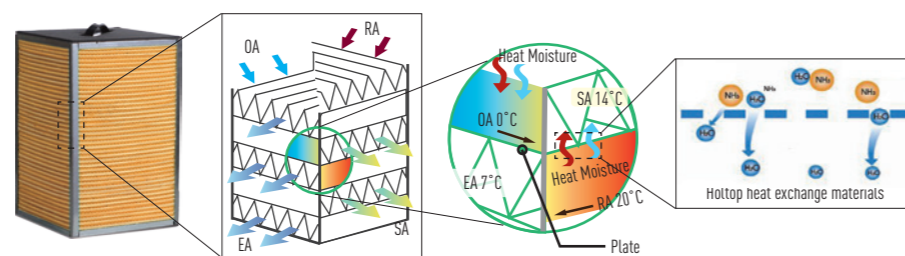 OA
RA
EA
SA
Heat Moisture
SA 14°C
OA 0°C
EA 7°C
Heat Moisture
RA 20°C
Plate
H₂O
NH₃
NH₃
H₂O
NH₃
NH₃
H₂O
H₂O
H₂O
H₂O
H₂O
Holtop heat exchange materials